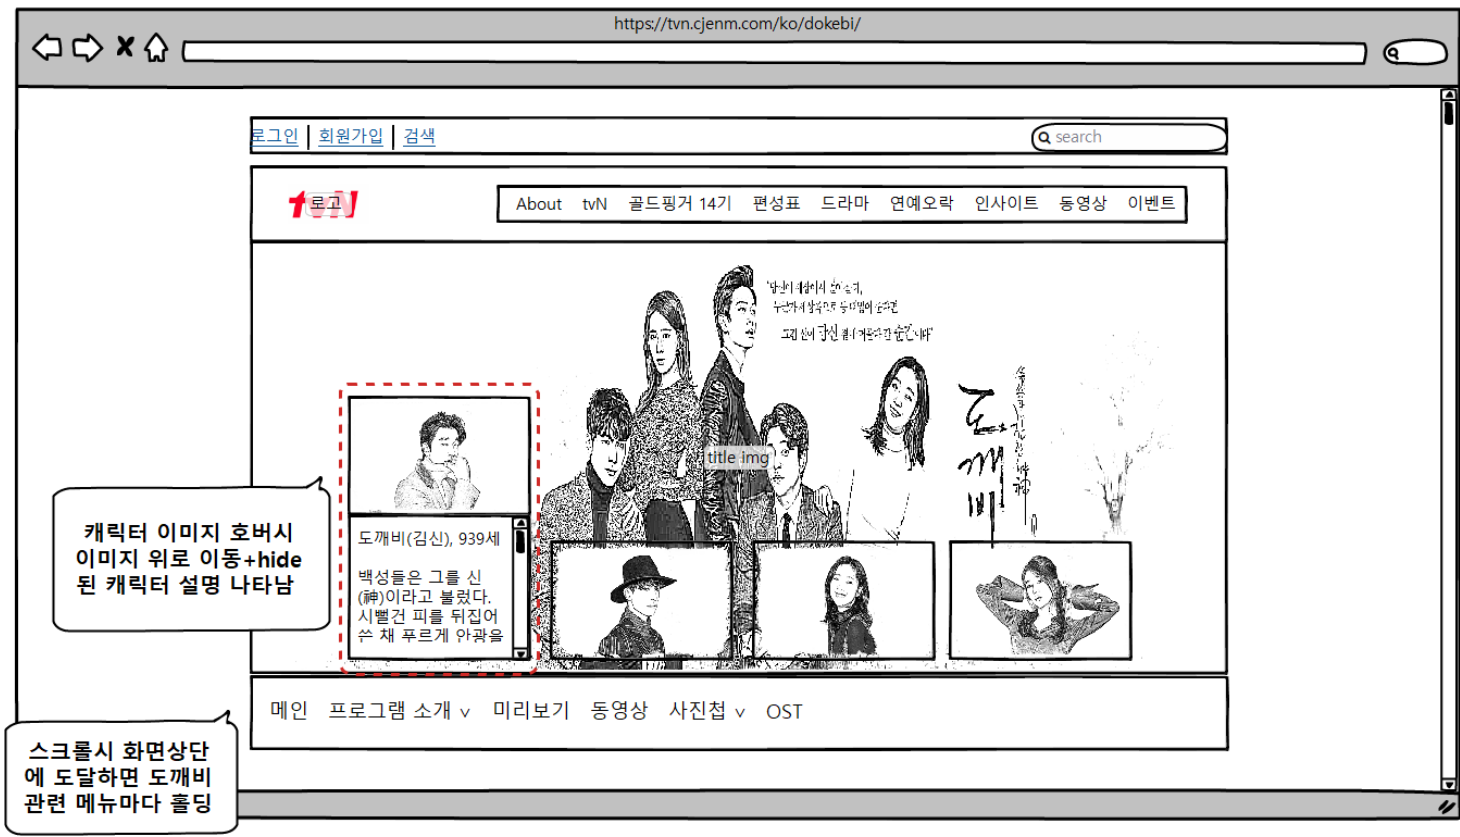 https://tvn.cjenm.com/ko/dokebi/
로그인 회원가입 검색
search
tvN
로고
About tvN 골드핑거 14기 편성표 드라마 연예오락 인사이트 동영상 이벤트
title img
도깨비
캐릭터 이미지 호버시
이미지 위로 이동+hide
된 캐릭터 설명 나타남
도깨비(김신), 939세
백성들은 그를 신
(神)이라고 불렀다.
시뻘건 피를 뒤집어
쓴 채 푸르게 안광을
메인 프로그램 소개 ∨ 미리보기 동영상 사진첩 ∨ OST
스크롤시 화면상단
에 도달하면 도깨비
관련 메뉴마다 홀딩